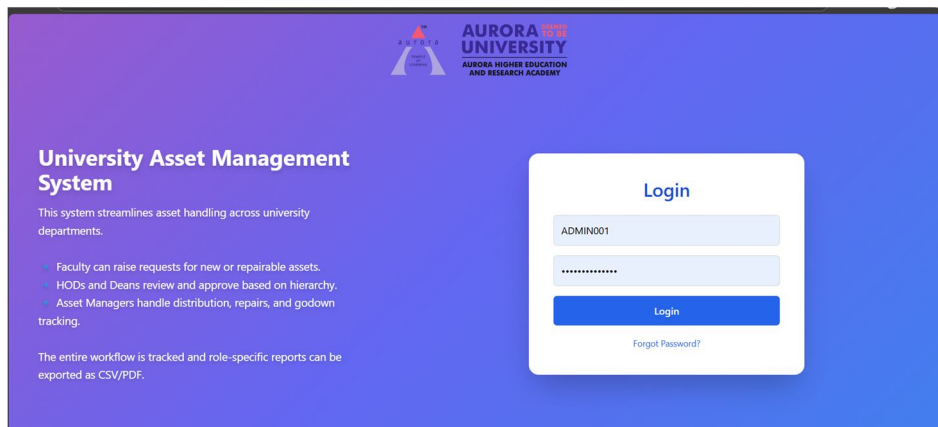 aurora
AURORA DEEMED TO BE
UNIVERSITY
AURORA HIGHER EDUCATION
AND RESEARCH ACADEMY
University Asset Management
System
This system streamlines asset handling across university
departments.
Faculty can raise requests for new or repairable assets.
HODs and Deans review and approve based on hierarchy.
Asset Managers handle distribution, repairs, and godown
tracking.
The entire workflow is tracked and role-specific reports can be
exported as CSV/PDF.
Login
ADMIN001
••••••••••••••
Login
Forgot Password?